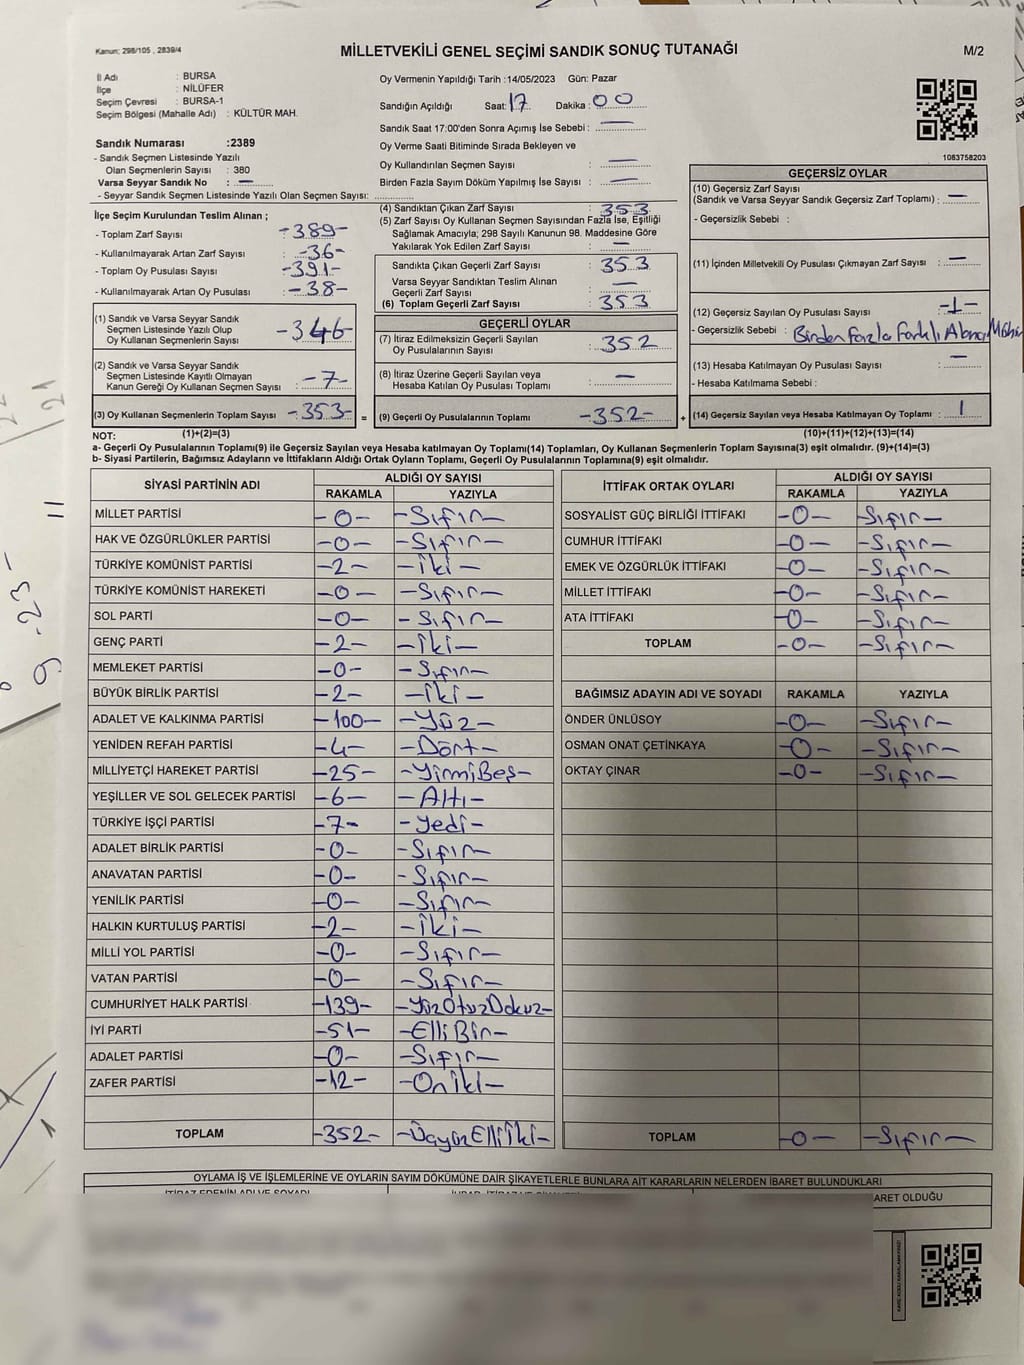 Kanun: 298/105 , 2839/4
MİLLETVEKİLİ GENEL SEÇİMİ SANDIK SONUÇ TUTANAĞI
M/2
İl Adı : BURSA
İlçe : NİLÜFER
Seçim Çevresi : BURSA-1
Seçim Bölgesi (Mahalle Adı) : KÜLTÜR MAH.
Sandık Numarası :2389
- Sandık Seçmen Listesinde Yazılı
Olan Seçmenlerin Sayısı : 380
Varsa Seyyar Sandık No : —
- Seyyar Sandık Seçmen Listesinde Yazılı Olan Seçmen Sayısı:
Oy Vermenin Yapıldığı Tarih :14/05/2023 Gün: Pazar
Sandığın Açıldığı Saat: 17 Dakika : 00
Sandık Saat 17:00'den Sonra Açımış İse Sebebi : —
Oy Verme Saati Bitiminde Sırada Bekleyen ve
Oy Kullandırılan Seçmen Sayısı : —
Birden Fazla Sayım Döküm Yapılmış İse Sayısı : —
1083758203
İlçe Seçim Kurulundan Teslim Alınan ;
- Toplam Zarf Sayısı : -389-
- Kullanılmayarak Artan Zarf Sayısı : -36-
- Toplam Oy Pusulası Sayısı : -391-
- Kullanılmayarak Artan Oy Pusulası : -38-
(1) Sandık ve Varsa Seyyar Sandık
Seçmen Listesinde Yazılı Olup
Oy Kullanan Seçmenlerin Sayısı : -346-
(2) Sandık ve Varsa Seyyar Sandık
Seçmen Listesinde Kayıtlı Olmayan
Kanun Gereği Oy Kullanan Seçmen Sayısı : -7-
(3) Oy Kullanan Seçmenlerin Toplam Sayısı : -353- =
(1)+(2)=(3)
(4) Sandıktan Çıkan Zarf Sayısı : 353
(5) Zarf Sayısı Oy Kullanan Seçmen Sayısından Fazla İse, Eşitliği
Sağlamak Amacıyla; 298 Sayılı Kanunun 98. Maddesine Göre
Yakılarak Yok Edilen Zarf Sayısı : —
Sandıkta Çıkan Geçerli Zarf Sayısı : 353
Varsa Seyyar Sandıktan Teslim Alınan
Geçerli Zarf Sayısı : —
(6) Toplam Geçerli Zarf Sayısı : 353
GEÇERLİ OYLAR
(7) İtiraz Edilmeksizin Geçerli Sayılan
Oy Pusulalarının Sayısı : 352
(8) İtiraz Üzerine Geçerli Sayılan veya
Hesaba Katılan Oy Pusulası Toplamı : —
(9) Geçerli Oy Pusulalarının Toplamı : -352- +
GEÇERSİZ OYLAR
(10) Geçersiz Zarf Sayısı
(Sandık ve Varsa Seyyar Sandık Geçersiz Zarf Toplamı) : —
- Geçersizlik Sebebi :
(11) İçinden Milletvekili Oy Pusulası Çıkmayan Zarf Sayısı : —
(12) Geçersiz Sayılan Oy Pusulası Sayısı : -1-
- Geçersizlik Sebebi : Birden Fazla Farklı Alana
(13) Hesaba Katılmayan Oy Pusulası Sayısı : —
- Hesaba Katılmama Sebebi :
(14) Geçersiz Sayılan veya Hesaba Katılmayan Oy Toplamı : 1
(10)+(11)+(12)+(13)=(14)
NOT:
a- Geçerli Oy Pusulalarının Toplamı(9) ile Geçersiz Sayılan veya Hesaba katılmayan Oy Toplamı(14) Toplamları, Oy Kullanan Seçmenlerin Toplam Sayısına(3) eşit olmalıdır. (9)+(14)=(3)
b- Siyasi Partilerin, Bağımsız Adayların ve İttifakların Aldığı Ortak Oyların Toplamı, Geçerli Oy Pusulalarının Toplamına(9) eşit olmalıdır.
SİYASİ PARTİNİN ADI ALDIĞI OY SAYISI
RAKAMLA YAZIYLA
MİLLET PARTİSİ -0- -Sıfır-
HAK VE ÖZGÜRLÜKLER PARTİSİ -0- -Sıfır-
TÜRKİYE KOMÜNİST PARTİSİ -2- -İki-
TÜRKİYE KOMÜNİST HAREKETİ -0- -Sıfır-
SOL PARTİ -0- -Sıfır-
GENÇ PARTİ -2- -İki-
MEMLEKET PARTİSİ -0- -Sıfır-
BÜYÜK BİRLİK PARTİSİ -2- -İki-
ADALET VE KALKINMA PARTİSİ -100- -Yüz-
YENİDEN REFAH PARTİSİ -4- -Dört-
MİLLİYETÇİ HAREKET PARTİSİ -25- -YirmiBeş-
YEŞİLLER VE SOL GELECEK PARTİSİ -6- -Altı-
TÜRKİYE İŞÇİ PARTİSİ -7- -Yedi-
ADALET BİRLİK PARTİSİ -0- -Sıfır-
ANAVATAN PARTİSİ -0- -Sıfır-
YENİLİK PARTİSİ -0- -Sıfır-
HALKIN KURTULUŞ PARTİSİ -2- -İki-
MİLLİ YOL PARTİSİ -0- -Sıfır-
VATAN PARTİSİ -0- -Sıfır-
CUMHURİYET HALK PARTİSİ -139- -YüzOtuzDokuz-
İYİ PARTİ -51- -ElliBir-
ADALET PARTİSİ -0- -Sıfır-
ZAFER PARTİSİ -12- -Oniki-
TOPLAM -352- -ÜçyüzElliİki-
İTTİFAK ORTAK OYLARI ALDIĞI OY SAYISI
RAKAMLA YAZIYLA
SOSYALİST GÜÇ BİRLİĞİ İTTİFAKI -0- -Sıfır-
CUMHUR İTTİFAKI -0- -Sıfır-
EMEK VE ÖZGÜRLÜK İTTİFAKI -0- -Sıfır-
MİLLET İTTİFAKI -0- -Sıfır-
ATA İTTİFAKI -0- -Sıfır-
TOPLAM -0- -Sıfır-
BAĞIMSIZ ADAYIN ADI VE SOYADI RAKAMLA YAZIYLA
ÖNDER ÜNLÜSOY -0- -Sıfır-
OSMAN ONAT ÇETİNKAYA -0- -Sıfır-
OKTAY ÇINAR -0- -Sıfır-
TOPLAM -0- -Sıfır-
OYLAMA İŞ VE İŞLEMLERİNE VE OYLARIN SAYIM DÖKÜMÜNE DAİR ŞİKAYETLERLE BUNLARA AİT KARARLARIN NELERDEN İBARET BULUNDUKLARI
İTİRAZ EDENİN ADI VE SOYADI
ARET OLDUĞU